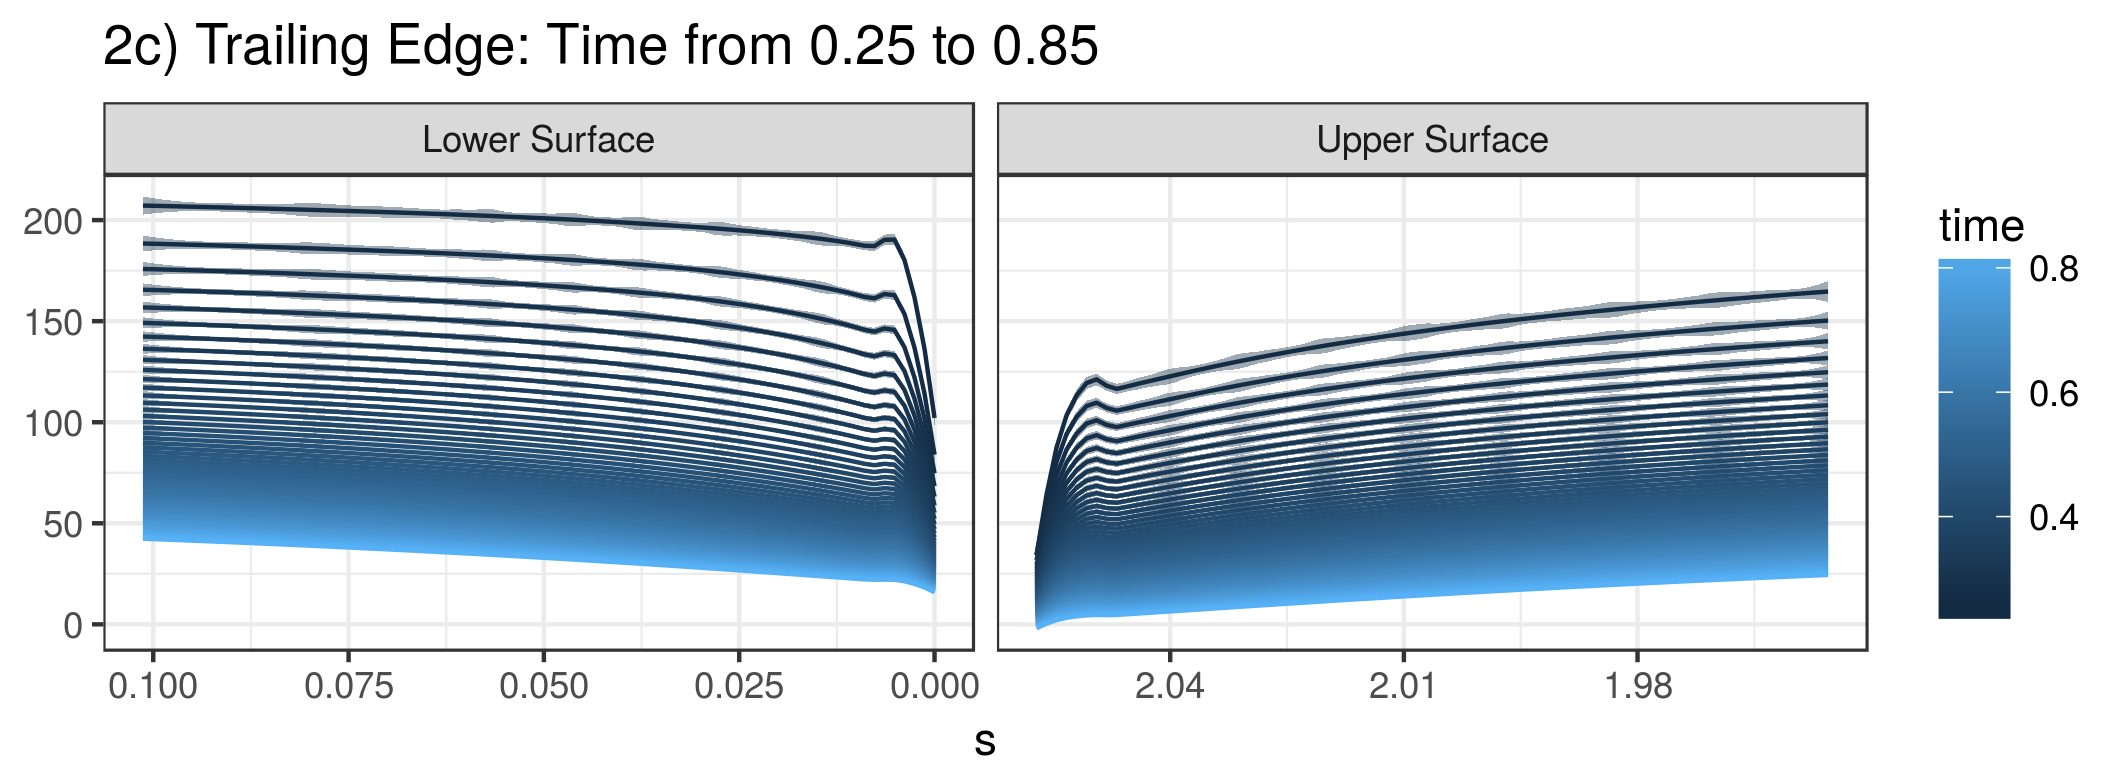 2c) Trailing Edge: Time from 0.25 to 0.85
Lower Surface
Upper Surface
200
150
100
50
0
0.100 0.075 0.050 0.025 0.000
2.04 2.01 1.98
s
time
0.8
0.6
0.4